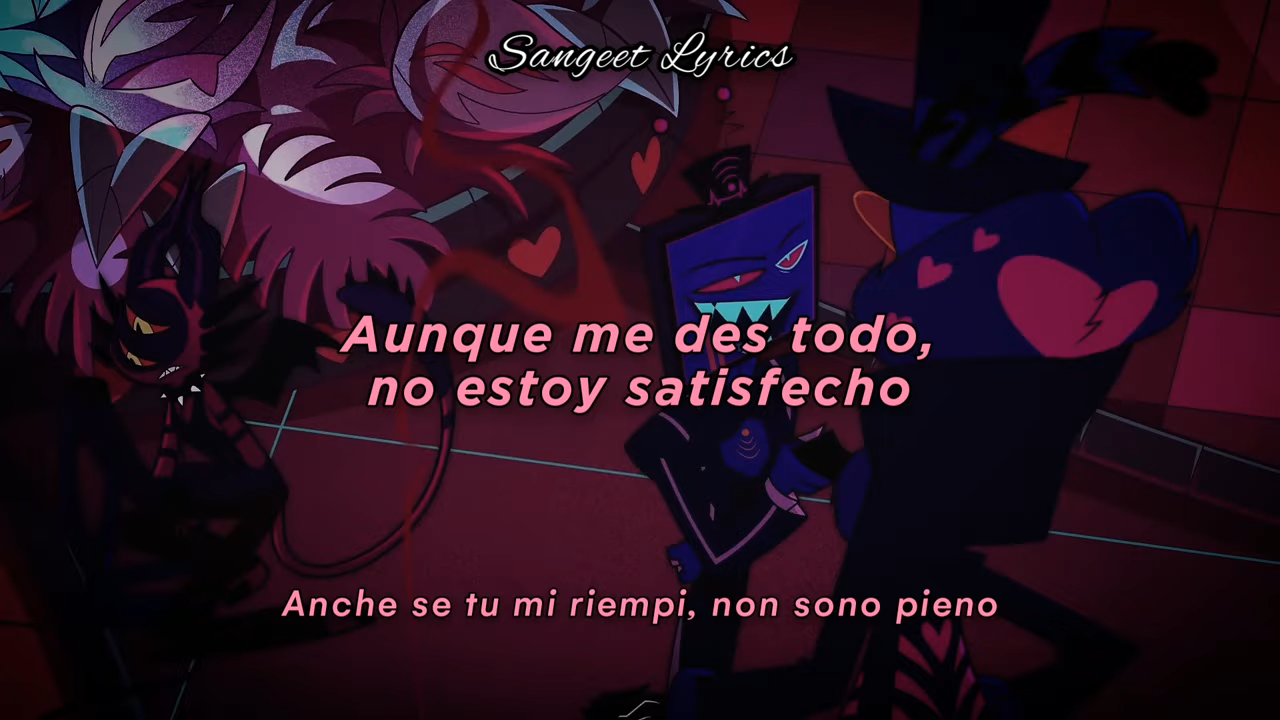 Sangeet Lyrics
Aunque me des todo,
no estoy satisfecho
Anche se tu mi riempi, non sono pieno